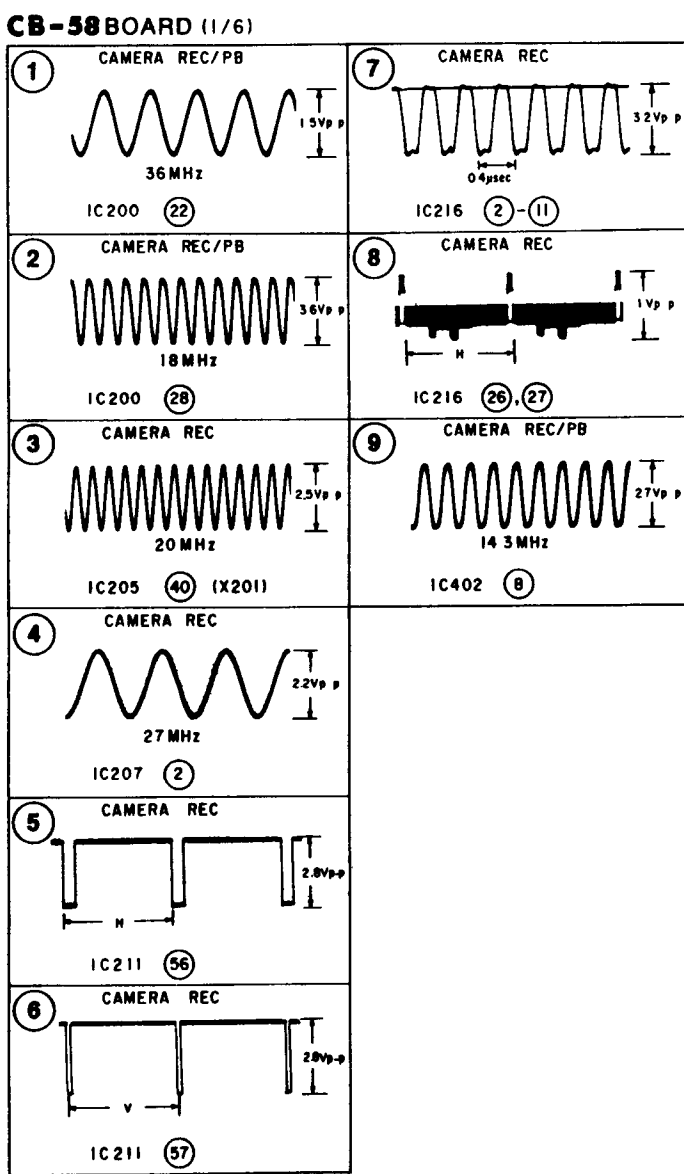 CB-58 BOARD (1/6)
1
CAMERA REC/PB
1 5Vp p
36MHz
IC200 22
2
CAMERA REC/PB
3 6Vp p
18MHz
IC200 28
3
CAMERA REC
2.5Vp p
20MHz
IC205 40 (X201)
4
CAMERA REC
2.2Vp p
27MHz
IC207 2
5
CAMERA REC
2.8Vp-p
H
IC211 56
6
CAMERA REC
2.8Vp-p
V
IC211 57
7
CAMERA REC
3 2Vp p
0 4µsec
IC216 2 - 11
8
CAMERA REC
1 Vp p
H
IC216 26, 27
9
CAMERA REC/PB
2 7Vp p
14 3MHz
IC402 8